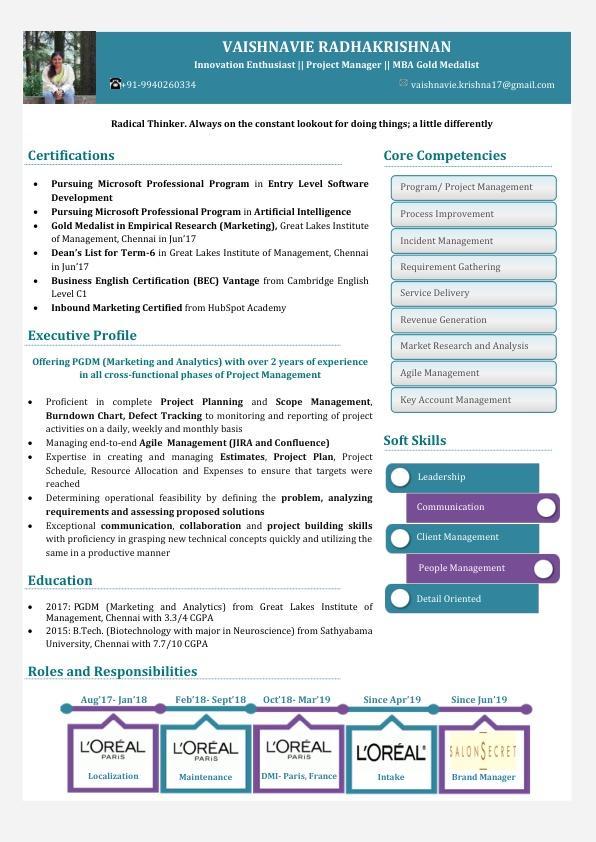 VAISHNAVIE RADHAKRISHNAN
Innovation Enthusiast || Project Manager || MBA Gold Medalist
+91-9940260334
vaishnavie.krishna17@gmail.com
Radical Thinker. Always on the constant lookout for doing things; a little differently
Certifications
• Pursuing Microsoft Professional Program in Entry Level Software
Development
• Pursuing Microsoft Professional Program in Artificial Intelligence
• Gold Medalist in Empirical Research (Marketing), Great Lakes Institute
of Management, Chennai in Jun'17
• Dean's List for Term-6 in Great Lakes Institute of Management, Chennai
in Jun'17
• Business English Certification (BEC) Vantage from Cambridge English
Level C1
• Inbound Marketing Certified from HubSpot Academy
Executive Profile
Offering PGDM (Marketing and Analytics) with over 2 years of experience
in all cross-functional phases of Project Management
• Proficient in complete Project Planning and Scope Management,
Burndown Chart, Defect Tracking to monitoring and reporting of project
activities on a daily, weekly and monthly basis
• Managing end-to-end Agile Management (JIRA and Confluence)
• Expertise in creating and managing Estimates, Project Plan, Project
Schedule, Resource Allocation and Expenses to ensure that targets were
reached
• Determining operational feasibility by defining the problem, analyzing
requirements and assessing proposed solutions
• Exceptional communication, collaboration and project building skills
with proficiency in grasping new technical concepts quickly and utilizing the
same in a productive manner
Education
• 2017: PGDM (Marketing and Analytics) from Great Lakes Institute of
Management, Chennai with 3.3/4 CGPA
• 2015: B.Tech. (Biotechnology with major in Neuroscience) from Sathyabama
University, Chennai with 7.7/10 CGPA
Core Competencies
Program/ Project Management
Process Improvement
Incident Management
Requirement Gathering
Service Delivery
Revenue Generation
Market Research and Analysis
Agile Management
Key Account Management
Soft Skills
Leadership
Communication
Client Management
People Management
Detail Oriented
Roles and Responsibilities
Aug'17- Jan'18
Feb'18- Sept'18
Oct'18- Mar'19
Since Apr'19
Since Jun'19
L'ORÉAL
PARIS
Localization
L'ORÉAL
PARIS
Maintenance
L'ORÉAL
PARIS
DMI- Paris, France
L'ORÉAL®
Intake
SALONSECRET
Brand Manager